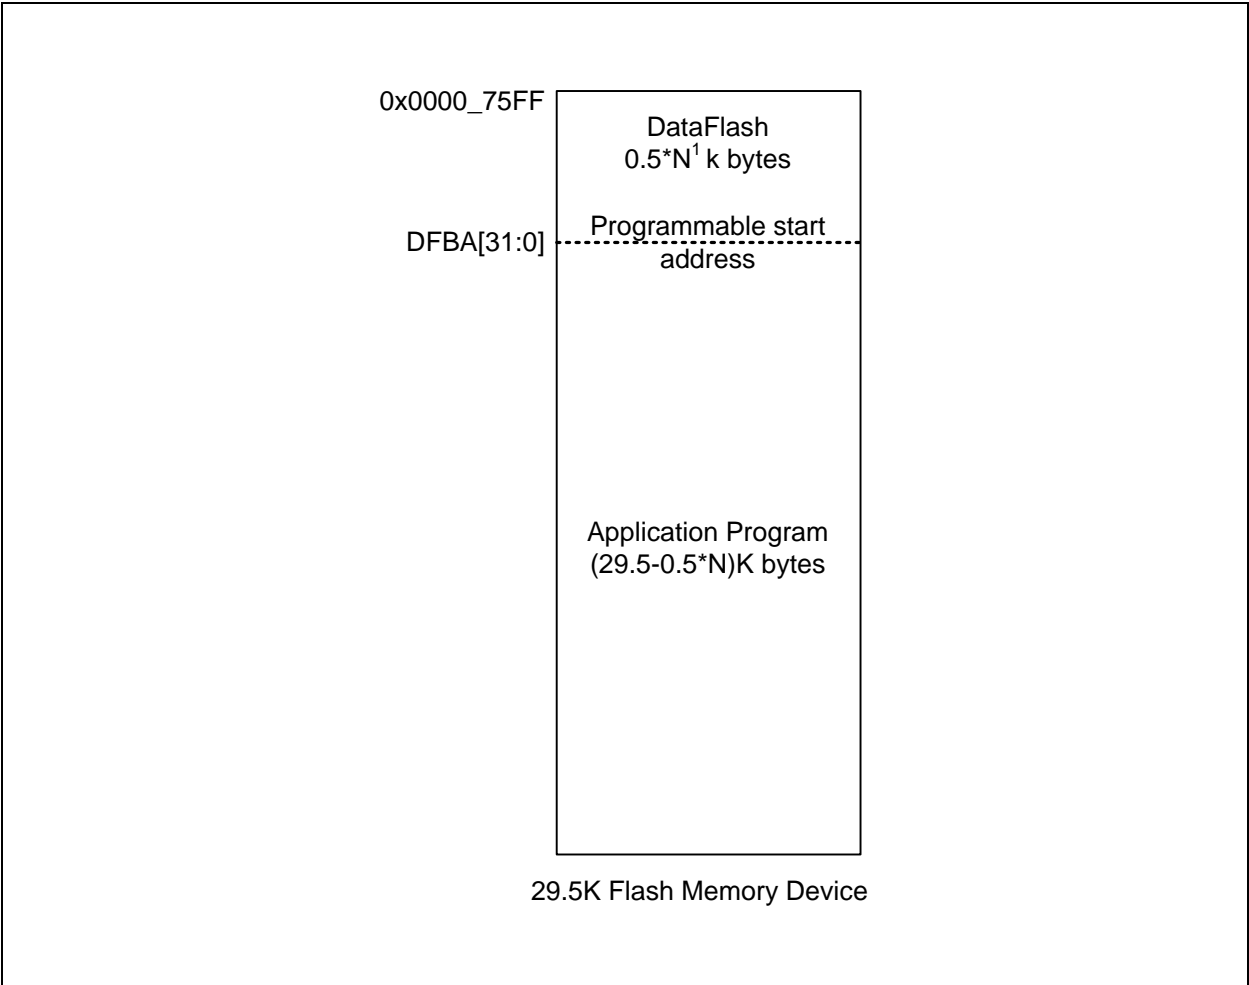 0x0000_75FF
DataFlash
0.5*N¹ k bytes
DFBA[31:0]
Programmable start
address
Application Program
(29.5-0.5*N)K bytes
29.5K Flash Memory Device